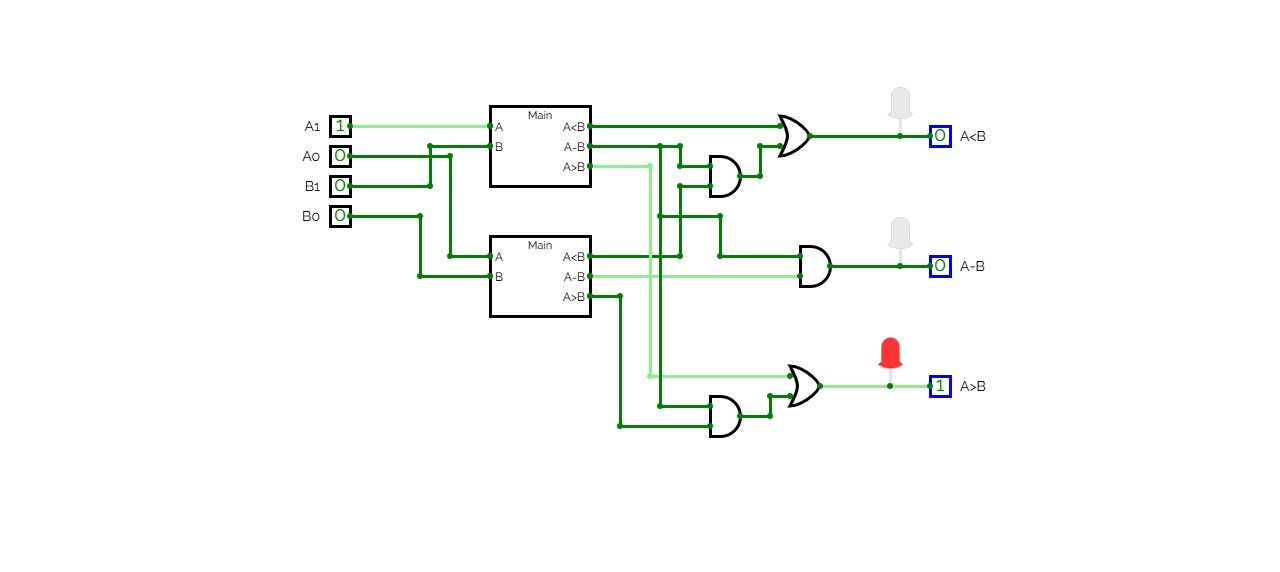 A1 1
A0 0
B1 0
B0 0
Main
A A<B
B A-B
A>B
Main
A A<B
B A-B
A>B
0 A<B
0 A-B
1 A>B